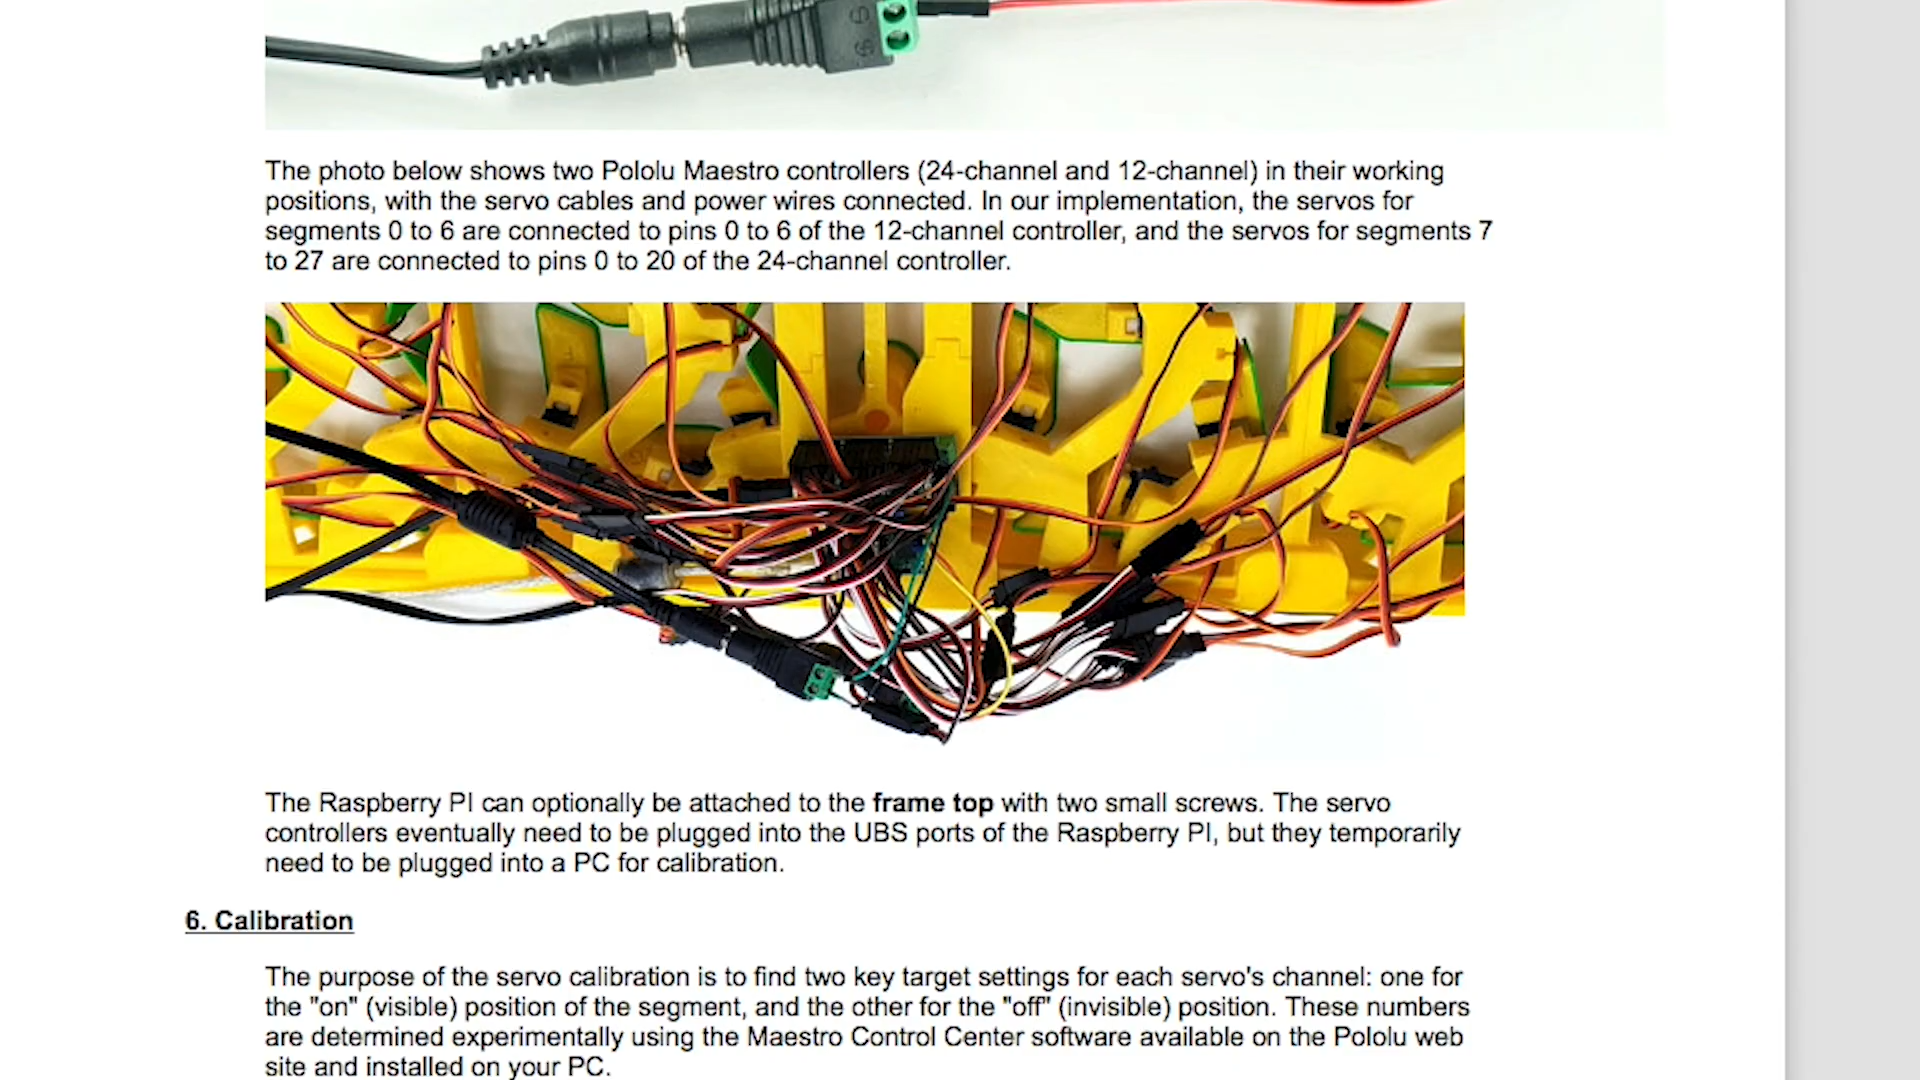 The photo below shows two Pololu Maestro controllers (24-channel and 12-channel) in their working
positions, with the servo cables and power wires connected. In our implementation, the servos for
segments 0 to 6 are connected to pins 0 to 6 of the 12-channel controller, and the servos for segments 7
to 27 are connected to pins 0 to 20 of the 24-channel controller.
The Raspberry PI can optionally be attached to the frame top with two small screws. The servo
controllers eventually need to be plugged into the UBS ports of the Raspberry PI, but they temporarily
need to be plugged into a PC for calibration.
6. Calibration
The purpose of the servo calibration is to find two key target settings for each servo's channel: one for
the "on" (visible) position of the segment, and the other for the "off" (invisible) position. These numbers
are determined experimentally using the Maestro Control Center software available on the Pololu web
site and installed on your PC.